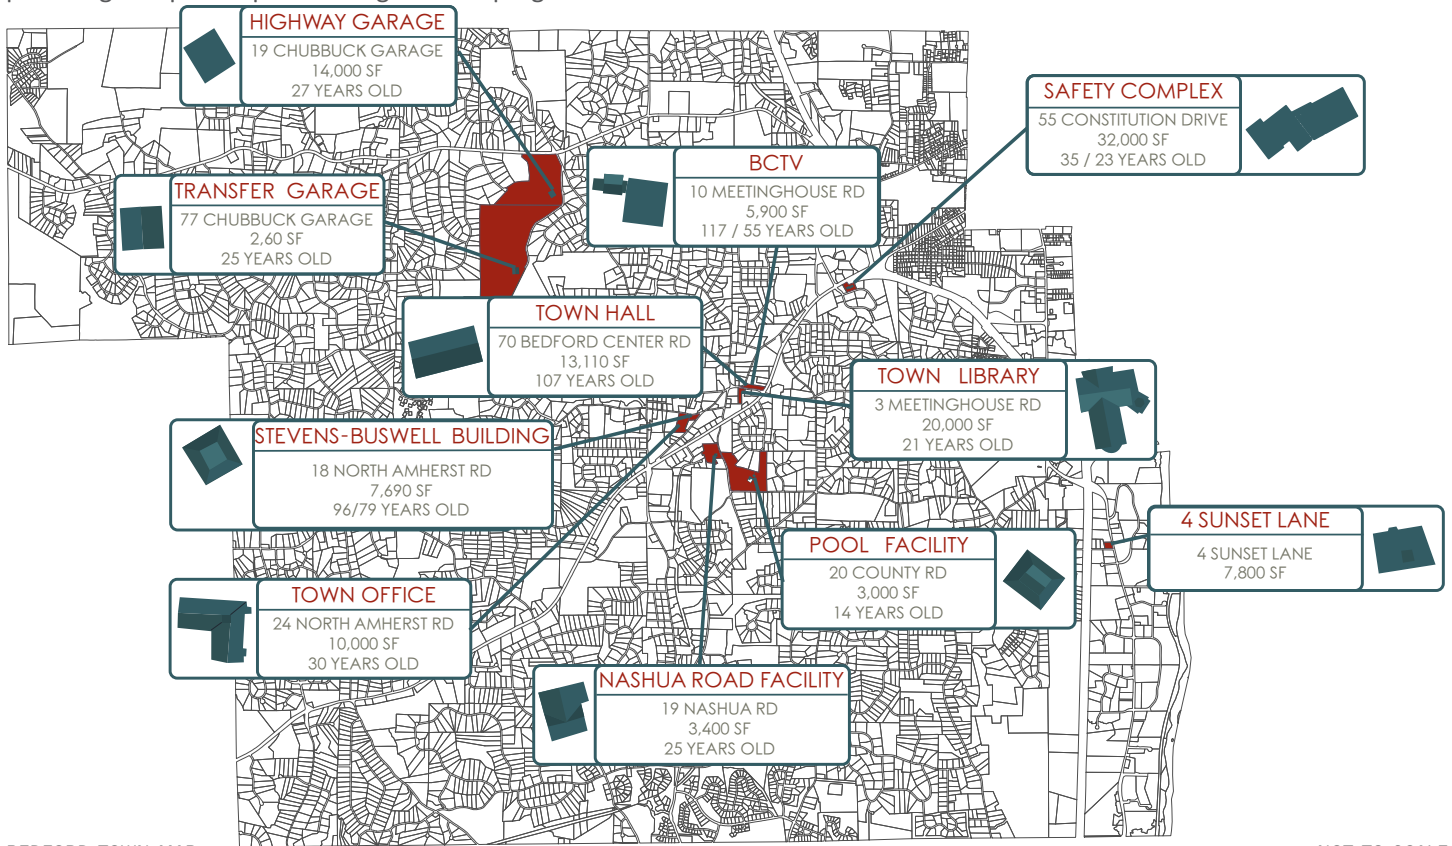 HIGHWAY GARAGE
19 CHUBBUCK GARAGE
14,000 SF
27 YEARS OLD
SAFETY COMPLEX
55 CONSTITUTION DRIVE
32,000 SF
35 / 23 YEARS OLD
BCTV
10 MEETINGHOUSE RD
5,900 SF
117 / 55 YEARS OLD
TRANSFER GARAGE
77 CHUBBUCK GARAGE
2,60 SF
25 YEARS OLD
TOWN HALL
70 BEDFORD CENTER RD
13,110 SF
107 YEARS OLD
TOWN LIBRARY
3 MEETINGHOUSE RD
20,000 SF
21 YEARS OLD
STEVENS-BUSWELL BUILDING
18 NORTH AMHERST RD
7,690 SF
96/79 YEARS OLD
4 SUNSET LANE
4 SUNSET LANE
7,800 SF
POOL FACILITY
20 COUNTY RD
3,000 SF
14 YEARS OLD
TOWN OFFICE
24 NORTH AMHERST RD
10,000 SF
30 YEARS OLD
NASHUA ROAD FACILITY
19 NASHUA RD
3,400 SF
25 YEARS OLD